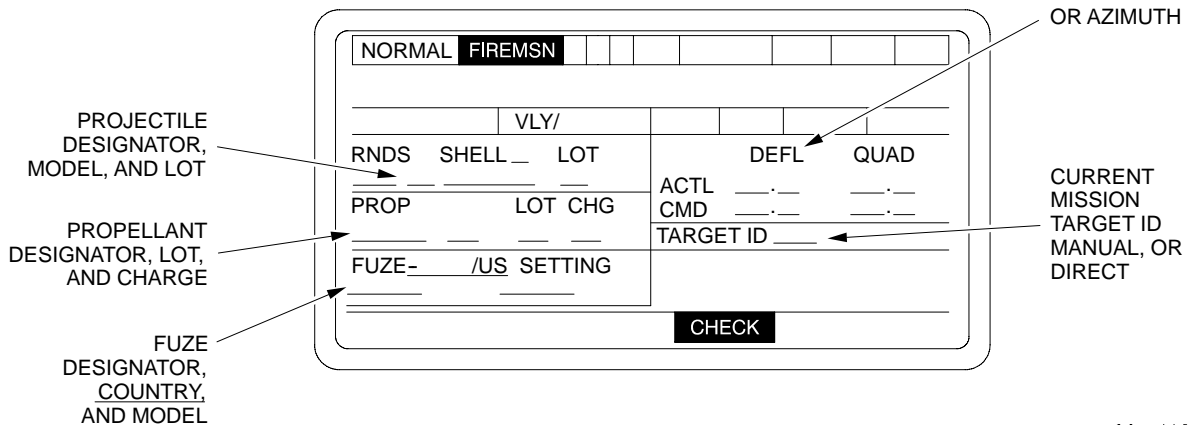 OR AZIMUTH
NORMAL FIREMSN
VLY/
PROJECTILE
DESIGNATOR,
MODEL, AND LOT
RNDS SHELL LOT
DEFL QUAD
ACTL
CMD
PROP LOT CHG
TARGET ID
CURRENT
MISSION
TARGET ID
MANUAL, OR
DIRECT
PROPELLANT
DESIGNATOR, LOT,
AND CHARGE
FUZE- /US SETTING
CHECK
FUZE
DESIGNATOR,
COUNTRY,
AND MODEL